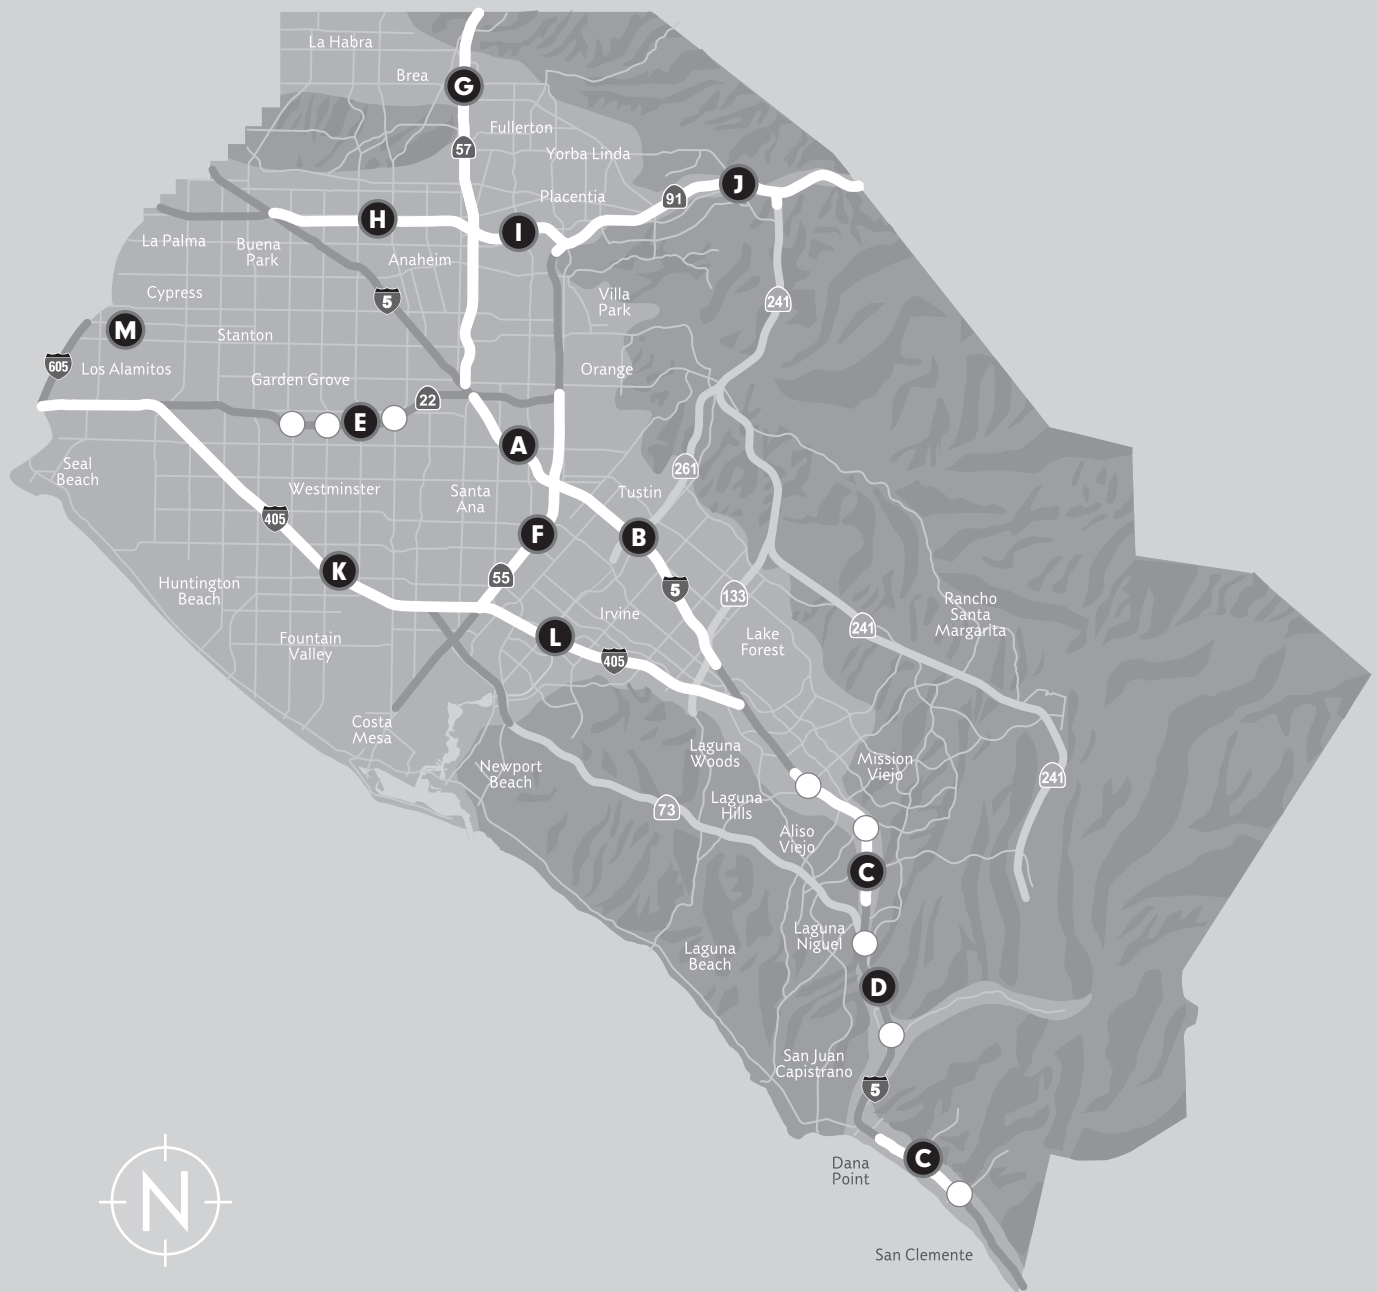 La Habra
Brea
G
Fullerton
57
Yorba Linda
J
Placentia
91
H
I
La Palma
Buena
Park
Anaheim
Cypress
5
Villa
Park
241
M
Stanton
605
Los Alamitos
Orange
Garden Grove
22
E
A
Seal
Beach
261
Westminster
Santa
Ana
Tustin
405
F
B
K
55
5
133
Huntington
Beach
Irvine
Rancho
Santa
Margarita
Fountain
Valley
L
Lake
Forest
241
405
Costa
Mesa
Laguna
Woods
Mission
Viejo
Newport
Beach
241
73
Laguna
Hills
Aliso
Viejo
C
Laguna
Niguel
Laguna
Beach
D
San Juan
Capistrano
5
C
Dana
Point
N
San Clemente